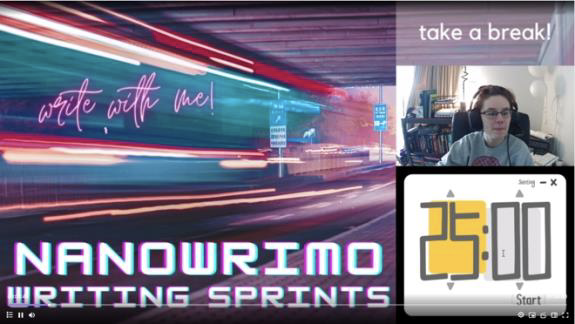 take a break!
write with me!
25:00
Start
NANOWRIMO
WRITING SPRINTS